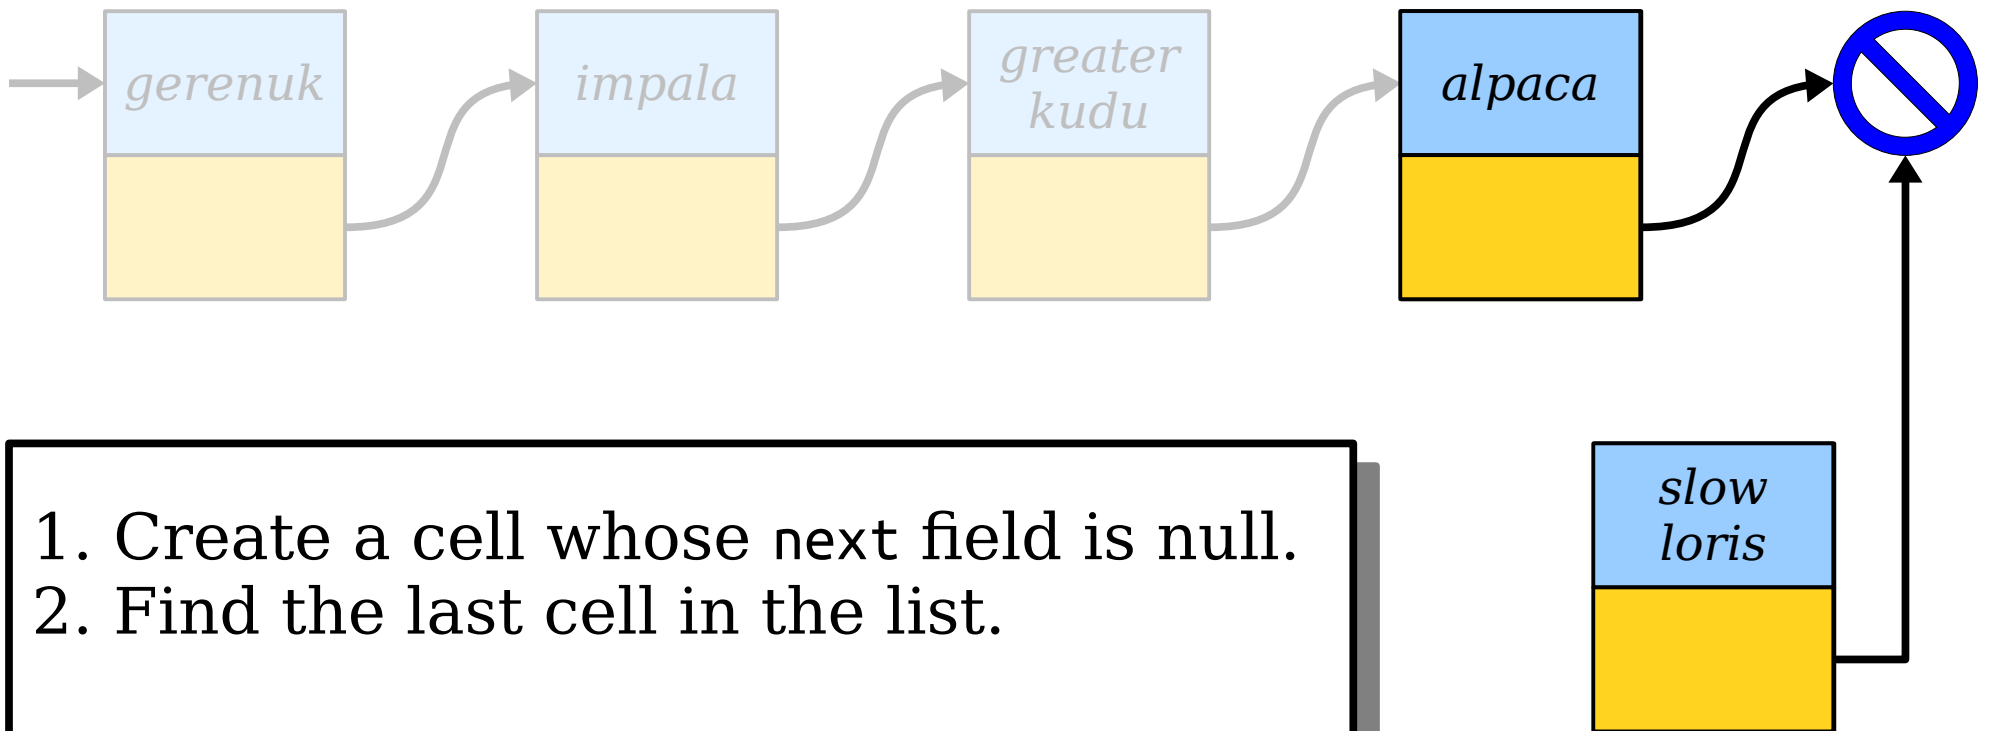 gerenuk
impala
greater
kudu
alpaca
1. Create a cell whose next field is null.
2. Find the last cell in the list.
slow
loris